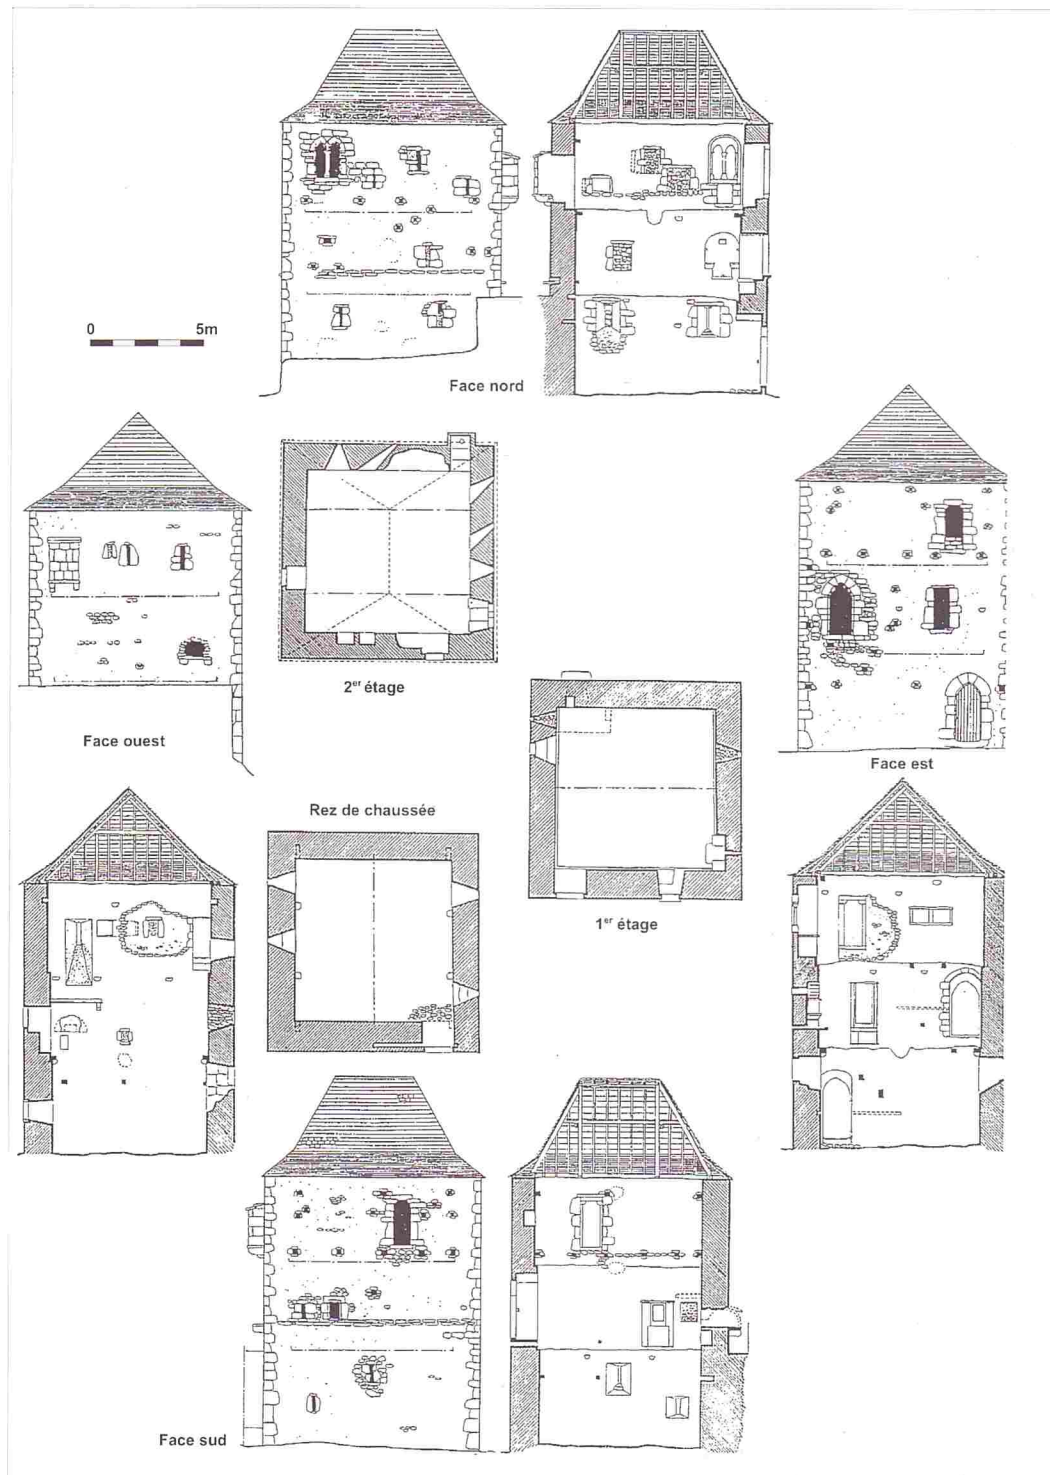 0 5m
Face nord
2er étage
Face ouest
Face est
Rez de chaussée
1er étage
Face sud